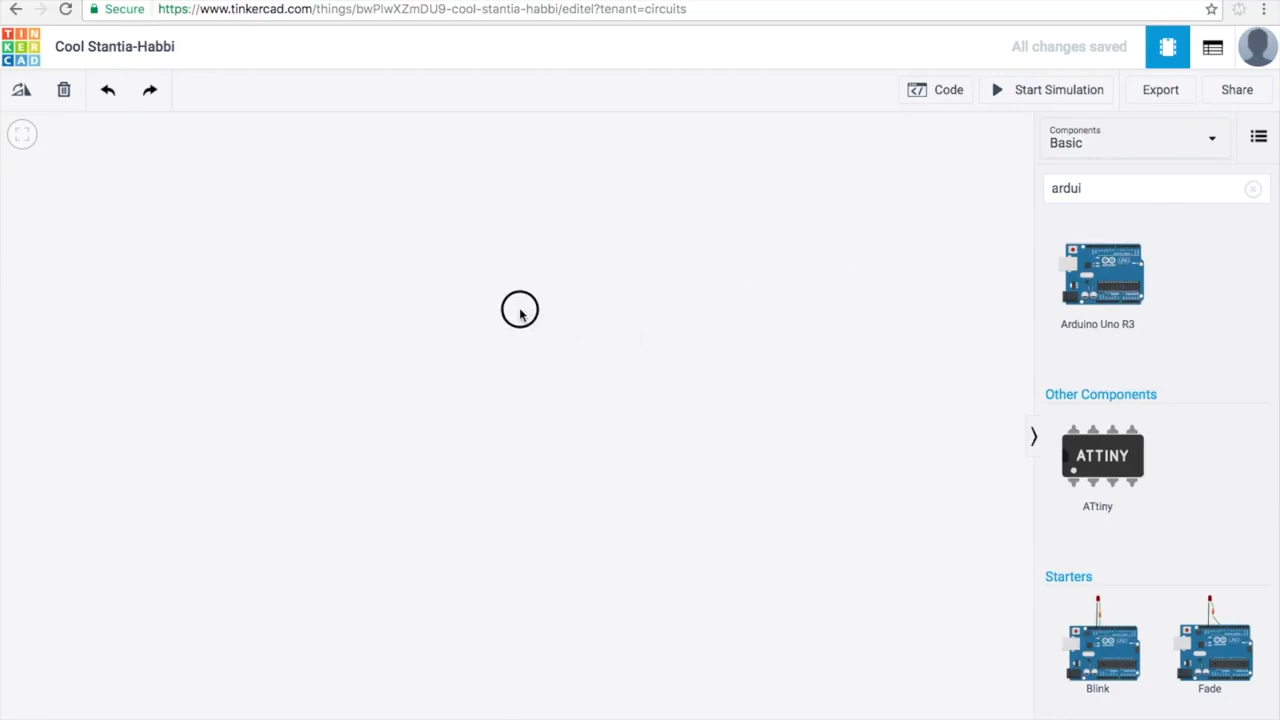 Secure https://www.tinkercad.com/things/bwPlwXZmDU9-cool-stantia-habbi/editel?tenant=circuits
TIN
KER
CAD
Cool Stantia-Habbi
All changes saved
Code
Start Simulation
Export
Share
Components
Basic
ardui
Arduino Uno R3
Other Components
ATTINY
ATtiny
Starters
Blink
Fade